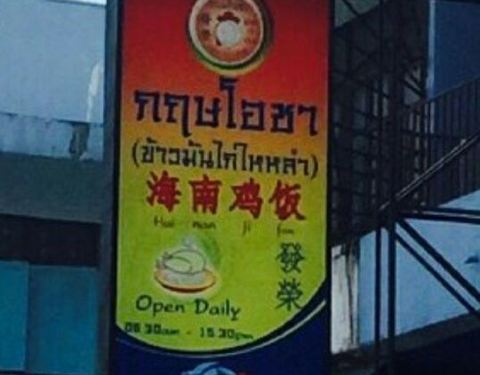 กฤษโอชา
(ข้าวมันไก่ไหหลำ)
海南鸡饭
Hai nan ji fan
發榮
Open Daily
06.30am - 15.30pm